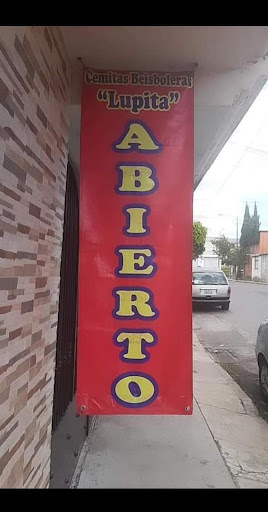 Cemitas Beisboleras
"Lupita"
ABIERTO